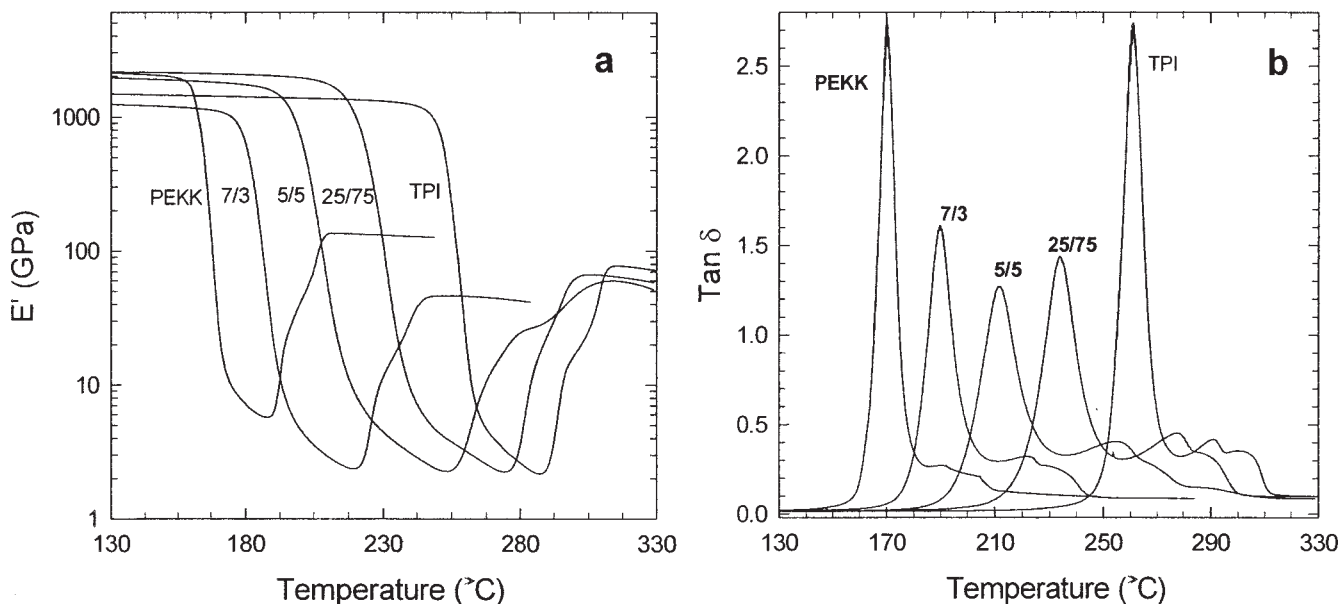 a
1000
100
10
1
E' (GPa)
PEKK 7/3 5/5 25/75 TPI
130 180 230 280 330
Temperature (°C)
b
2.5
2.0
1.5
1.0
0.5
0.0
Tan δ
PEKK
7/3
5/5
25/75
TPI
130 170 210 250 290 330
Temperature (°C)